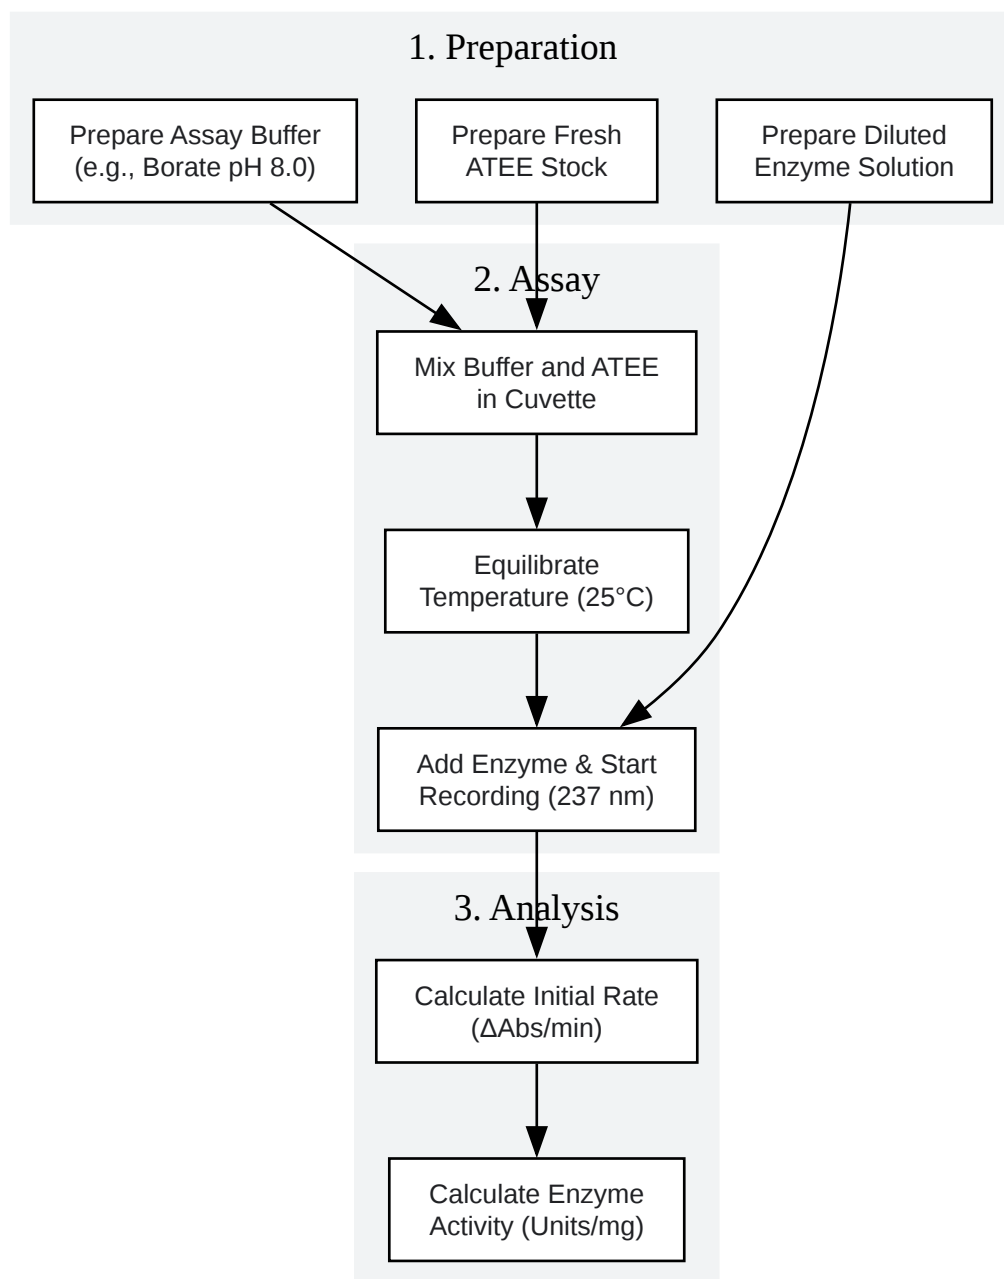 1. Preparation
Prepare Assay Buffer
(e.g., Borate pH 8.0)
Prepare Fresh
ATEE Stock
Prepare Diluted
Enzyme Solution
2. Assay
Mix Buffer and ATEE
in Cuvette
Equilibrate
Temperature (25°C)
Add Enzyme & Start
Recording (237 nm)
3. Analysis
Calculate Initial Rate
(ΔAbs/min)
Calculate Enzyme
Activity (Units/mg)